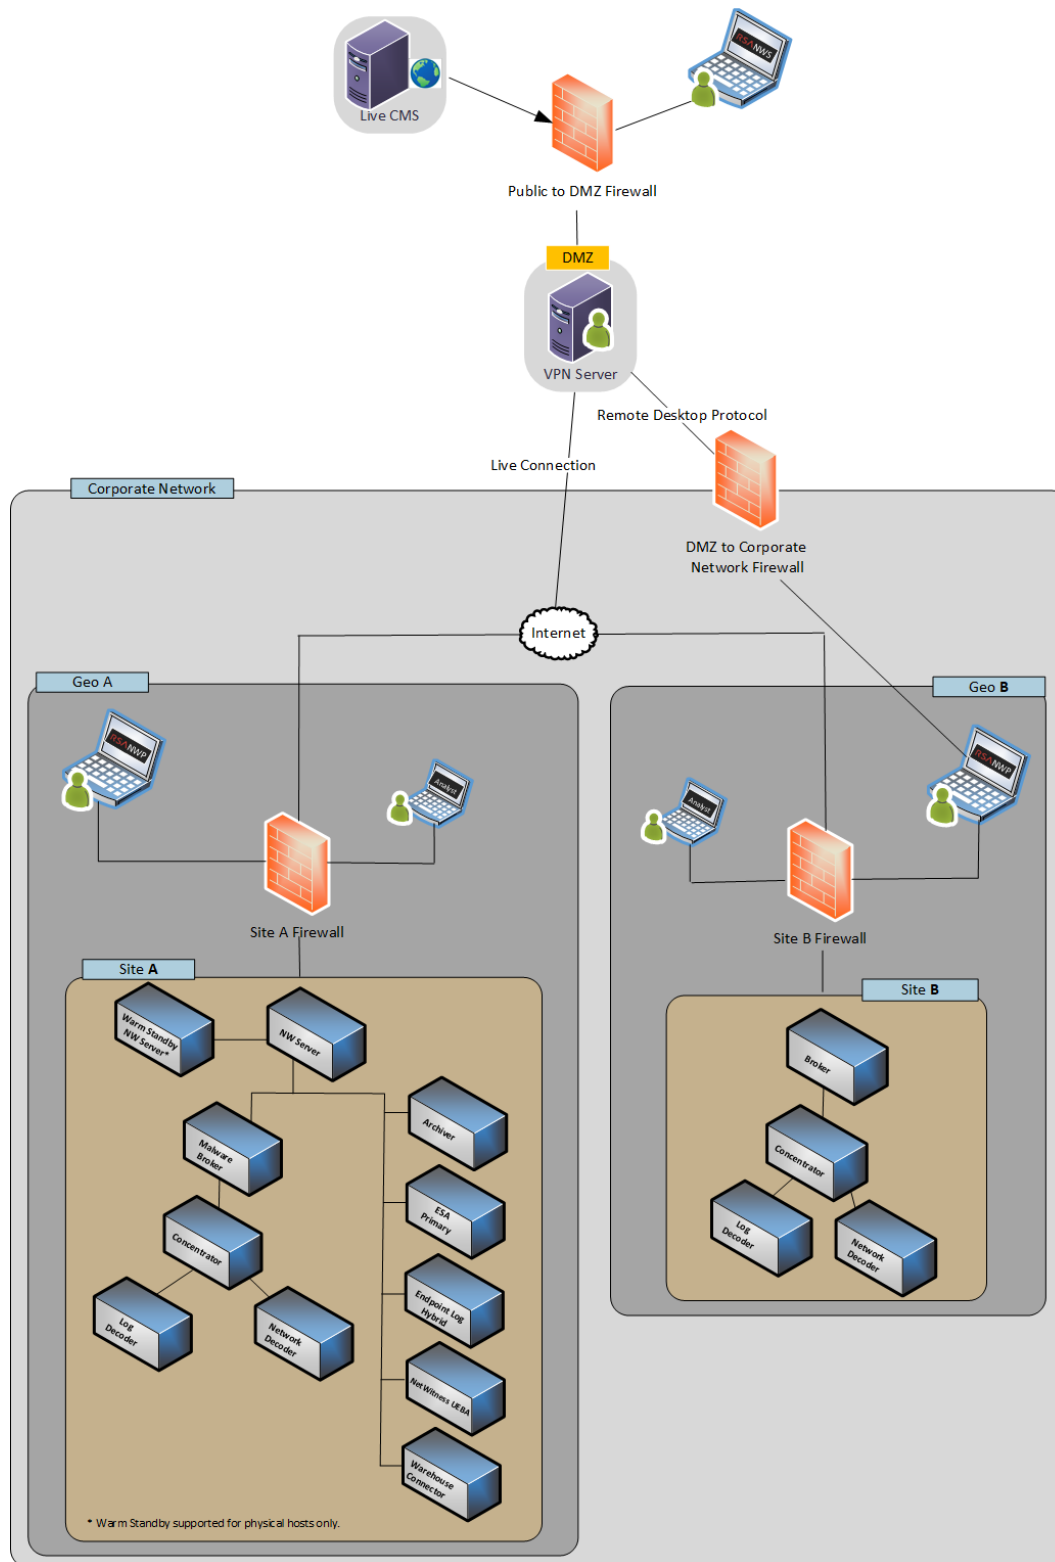 RSANWS
Live CMS
Public to DMZ Firewall
DMZ
VPN Server
Remote Desktop Protocol
Live Connection
Corporate Network
DMZ to Corporate
Network Firewall
Internet
Geo A
Geo B
RSANWP
Analyst
RSANWP
Analyst
Site A Firewall
Site B Firewall
Site A
Site B
Warm Standby
NW Server*
NW Server
Broker
Archiver
Malware
Broker
Concentrator
ESA
Primary
Concentrator
Log
Decoder
Network
Decoder
Endpoint Log
Hybrid
Log
Decoder
Network
Decoder
NetWitness UEBA
Warehouse
Connector
* Warm Standby supported for physical hosts only.